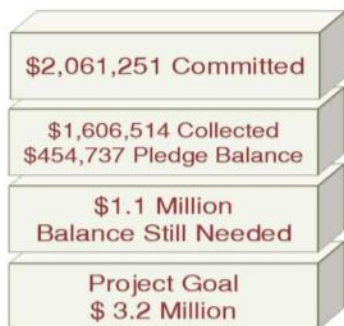 $2,061,251 Committed
$1,606,514 Collected
$454,737 Pledge Balance
$1.1 Million
Balance Still Needed
Project Goal
$ 3.2 Million